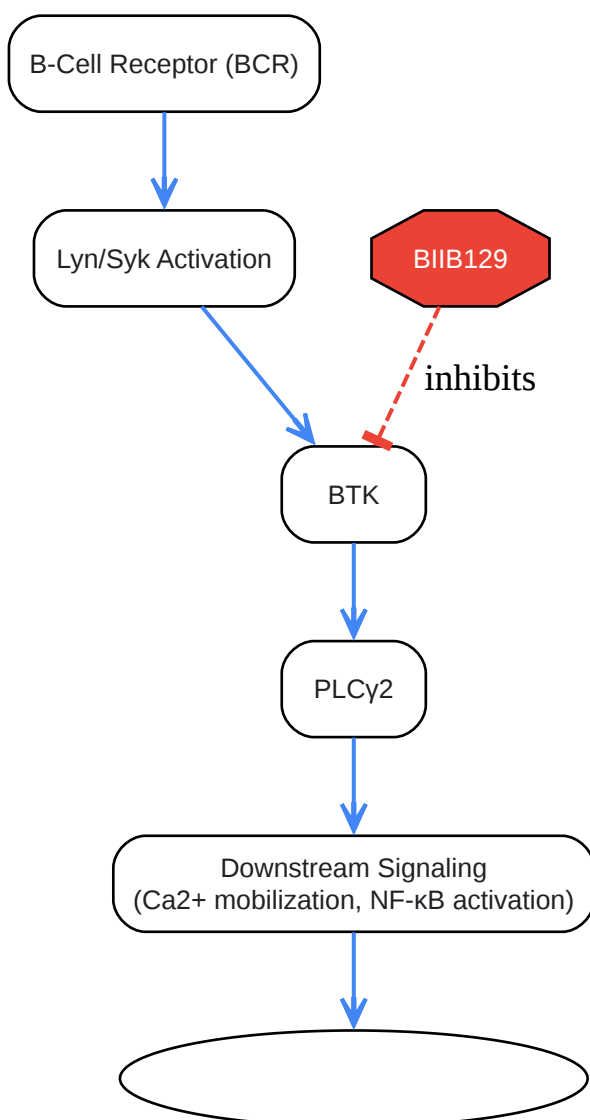 B-Cell Receptor (BCR)
Lyn/Syk Activation
BIIB129
inhibits
BTK
PLCγ2
Downstream Signaling
(Ca2+ mobilization, NF-κB activation)